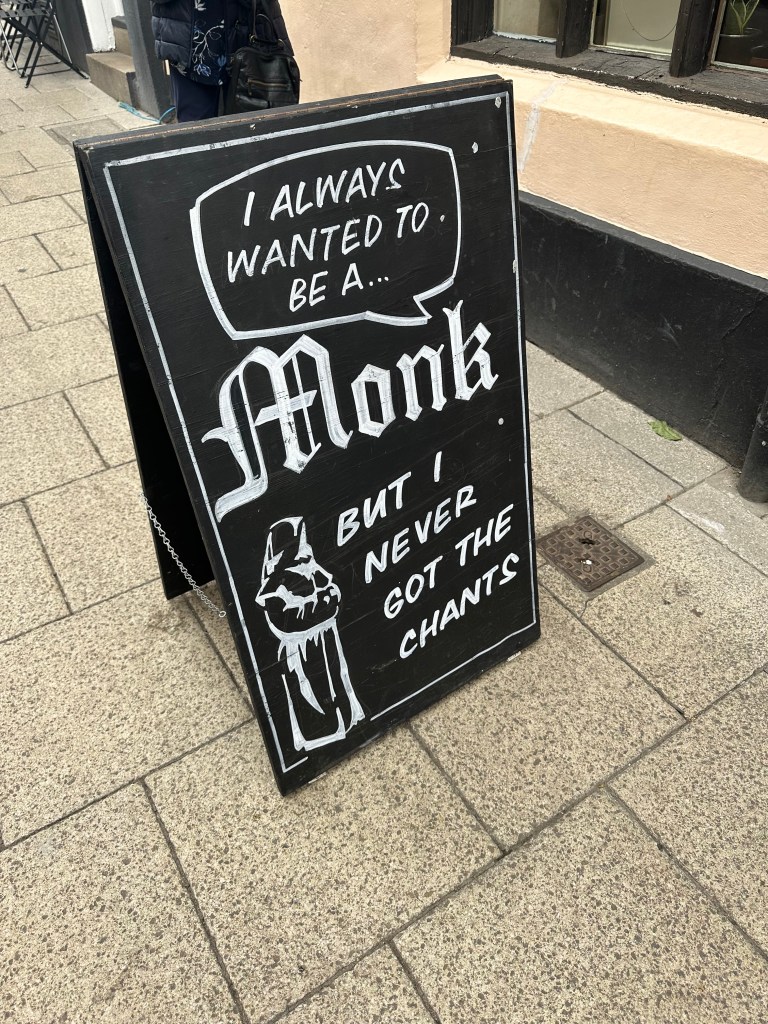 I ALWAYS
WANTED TO
BE A...
Monk
BUT I
NEVER
GOT THE
CHANTS